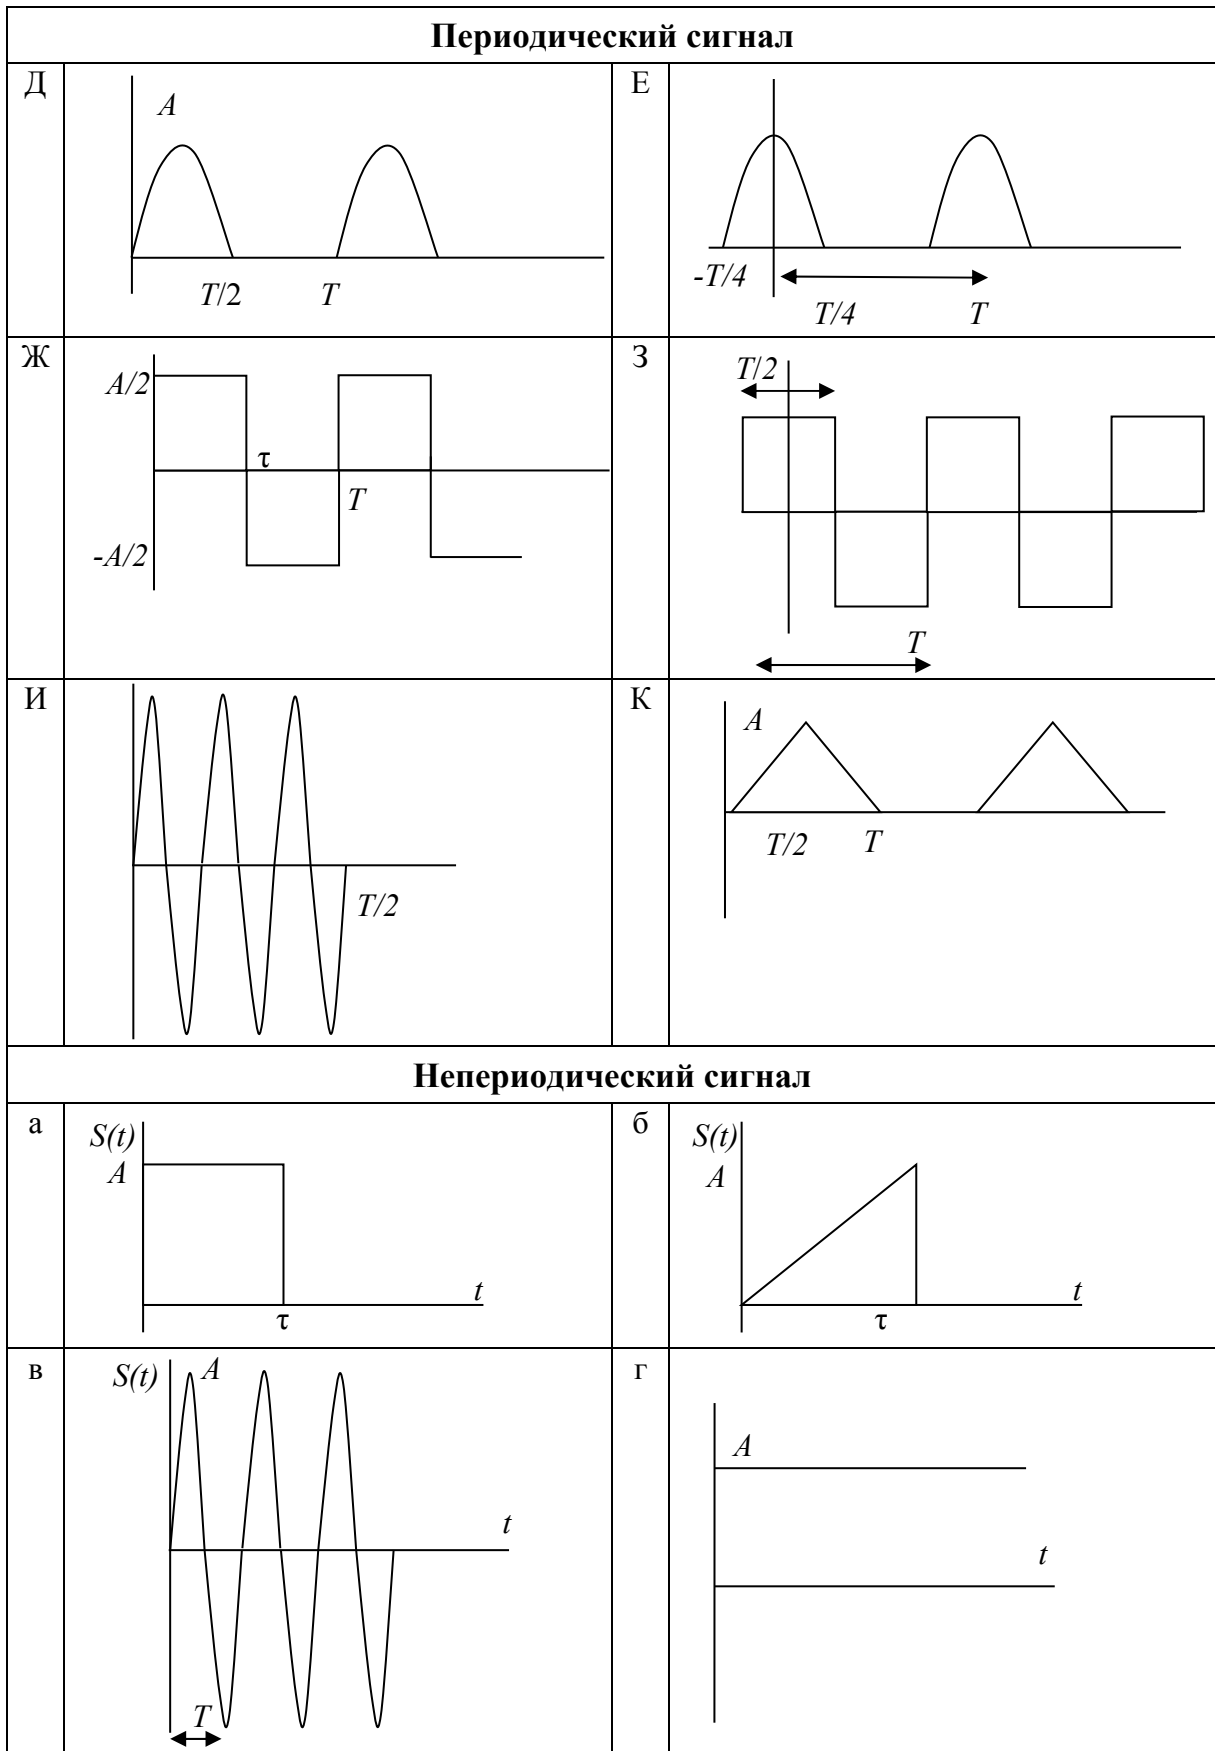 Периодический сигнал
Д
A
T/2 T
Е
-T/4
T/4 T
Ж
A/2
τ
T
-A/2
З
T/2
T
И
T/2
К
A
T/2 T
Непериодический сигнал
а
S(t)
A
t
τ
б
S(t)
A
t
τ
в
S(t) A
t
T
г
A
t